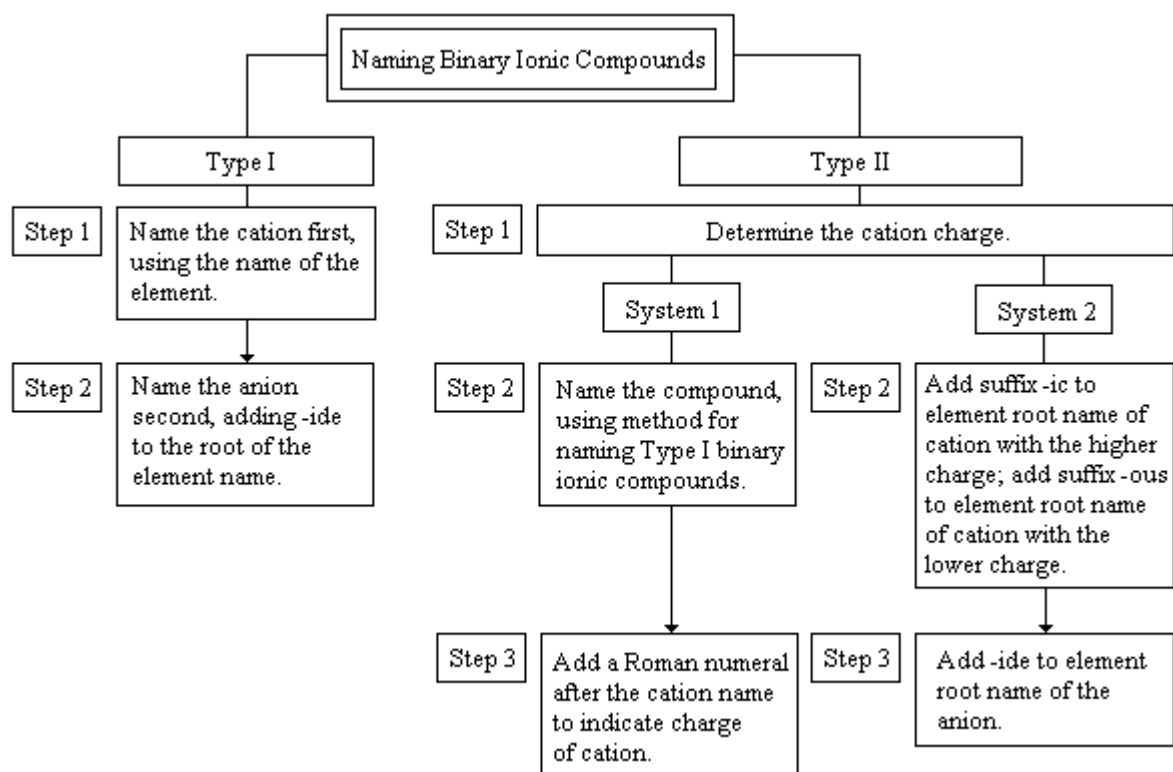 Naming Binary Ionic Compounds
Type I
Step 1
Name the cation first,
using the name of the
element.
Step 2
Name the anion
second, adding -ide
to the root of the
element name.
Type II
Step 1
Determine the cation charge.
System 1
Step 2
Name the compound,
using method for
naming Type I binary
ionic compounds.
Step 3
Add a Roman numeral
after the cation name
to indicate charge
of cation.
System 2
Step 2
Add suffix -ic to
element root name of
cation with the higher
charge; add suffix -ous
to element root name
of cation with the
lower charge.
Step 3
Add -ide to element
root name of the
anion.